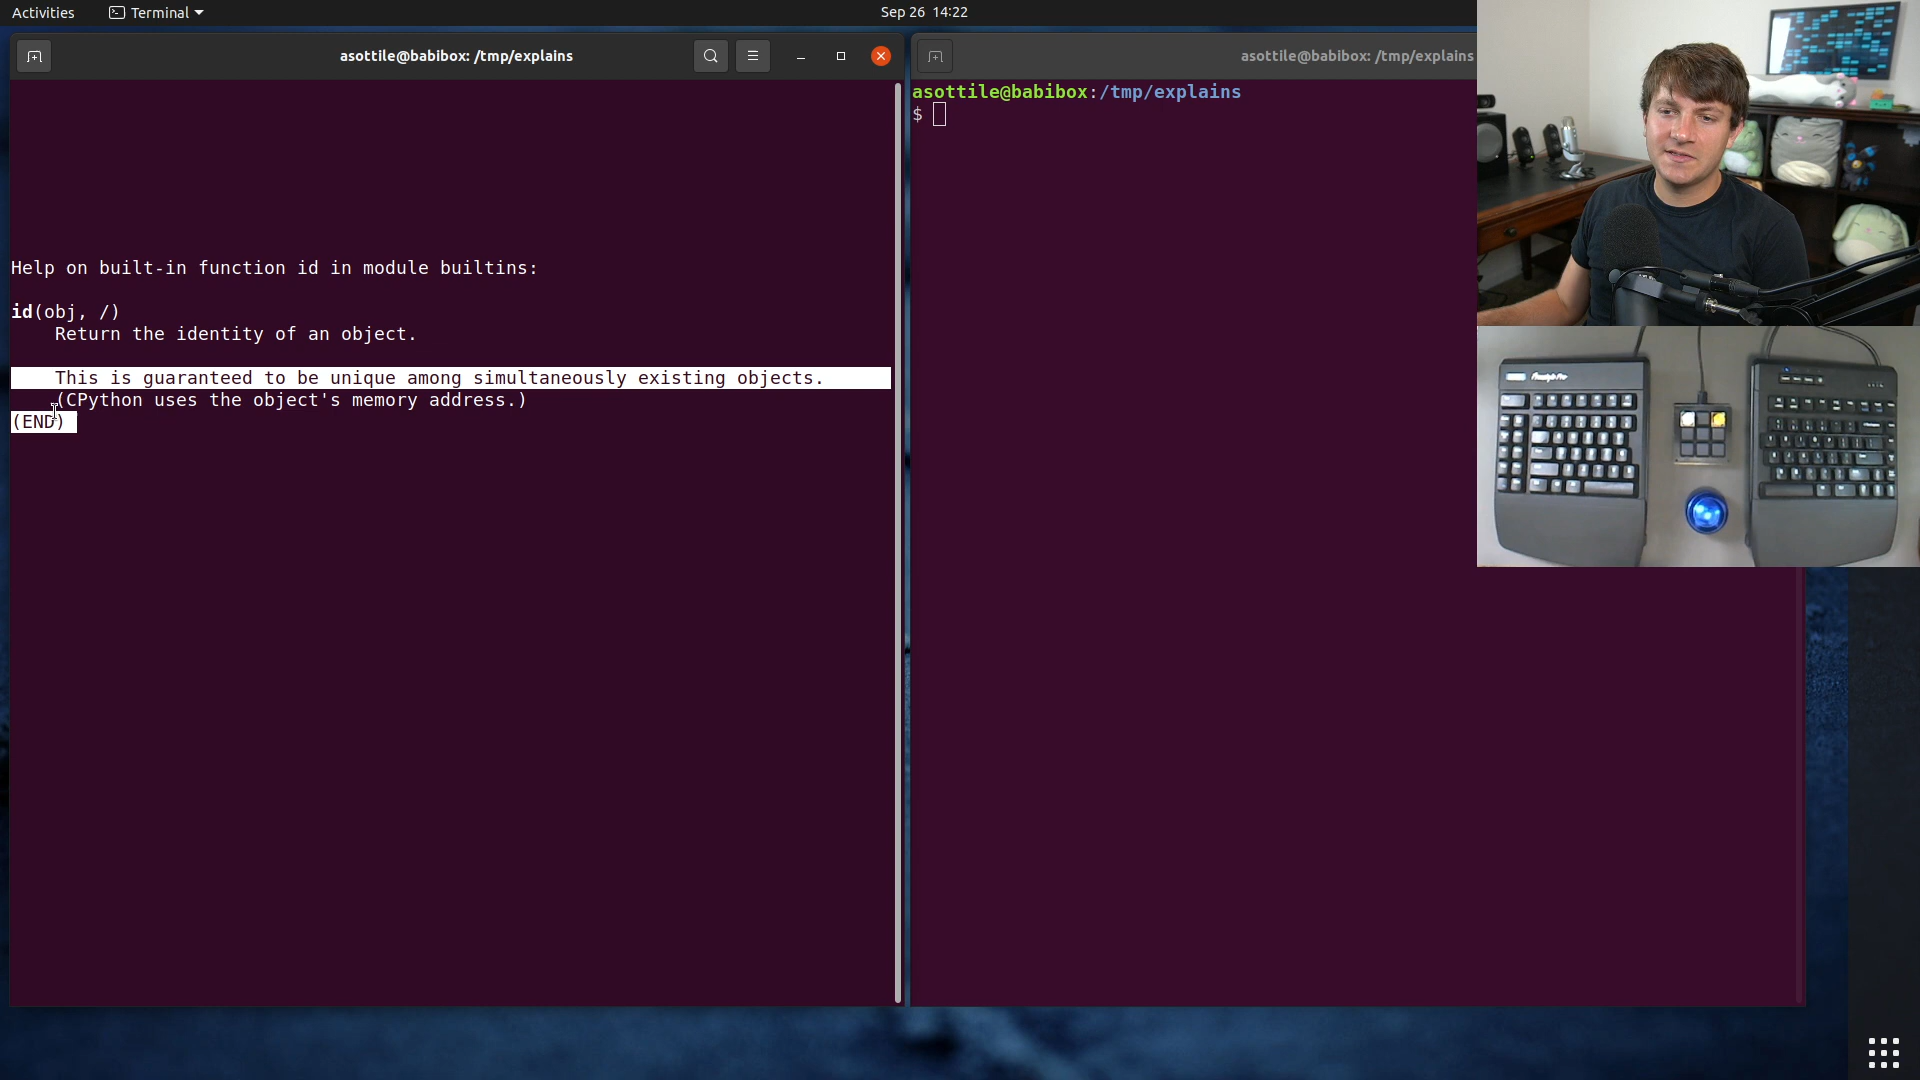 Activities
Terminal
Sep 26 14:22
asottile@babibox: /tmp/explains
asottile@babibox: /tmp/explains
Help on built-in function id in module builtins:
id(obj, /)
Return the identity of an object.
This is guaranteed to be unique among simultaneously existing objects.
(CPython uses the object's memory address.)
(END)
asottile@babibox:/tmp/explains
$